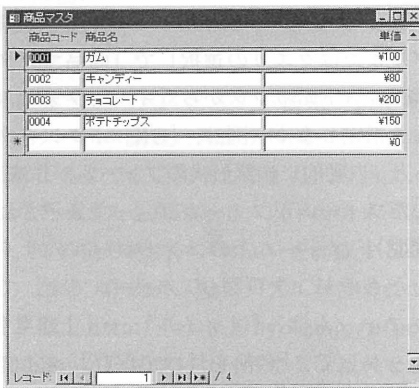 商品マスタ
商品コード 商品名 単価
0001 ガム ¥100
0002 キャンディー ¥80
0003 チョコレート ¥200
0004 ポテトチップス ¥150
* ¥0
レコード: 1 / 4